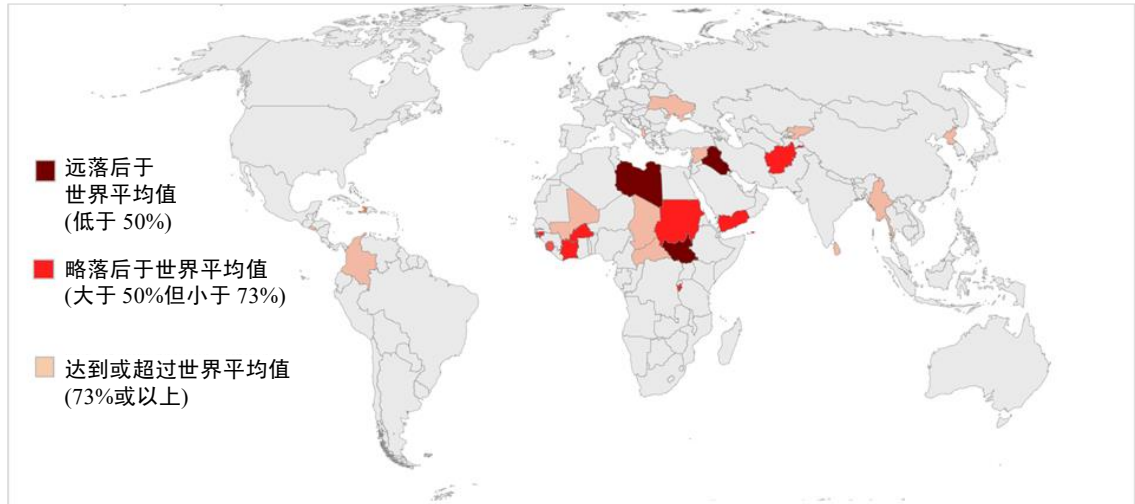 远落后于
世界平均值
(低于 50%)
略落后于世界平均值
(大于 50%但小于 73%)
达到或超过世界平均值
(73%或以上)